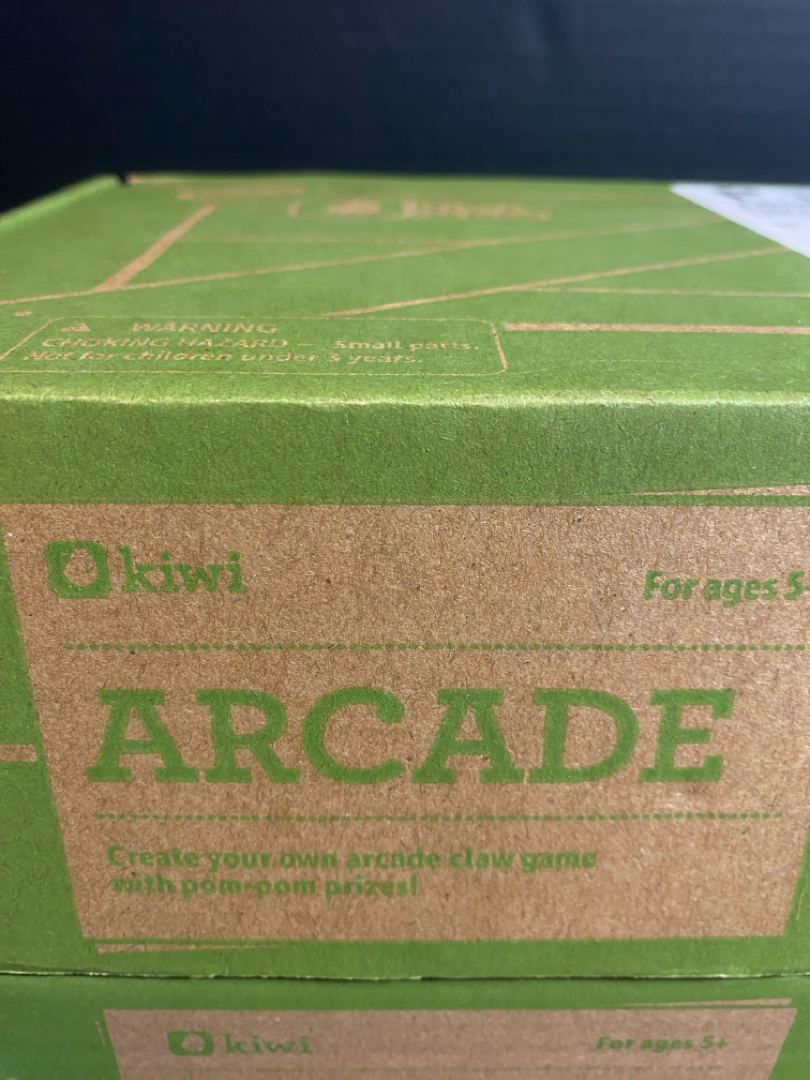 WARNING
CHOKING HAZARD — Small parts.
Not for children under 3 years.
kiwi
For ages 5+
ARCADE
Create your own arcade claw game
with pom-pom prizes!
kiwi
For ages 5+